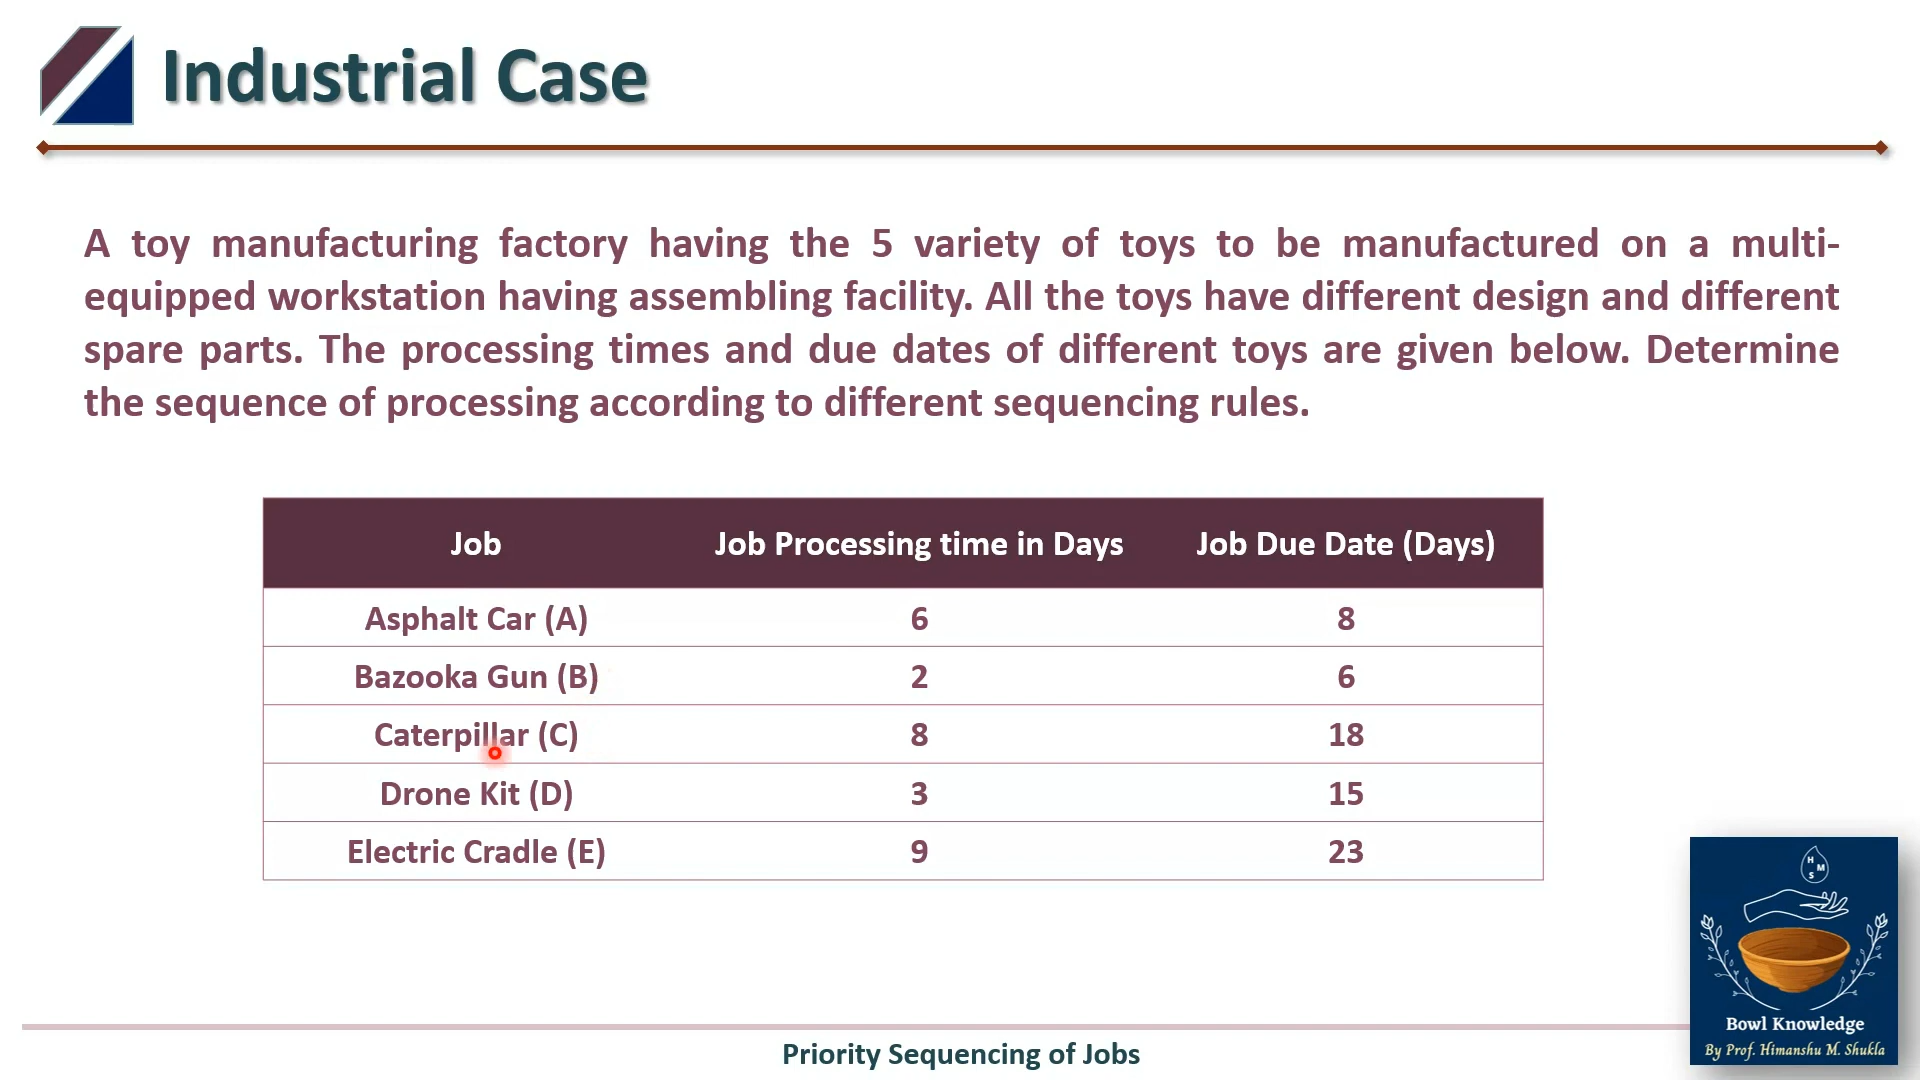 Industrial Case
A toy manufacturing factory having the 5 variety of toys to be manufactured on a multi-
equipped workstation having assembling facility. All the toys have different design and different
spare parts. The processing times and due dates of different toys are given below. Determine
the sequence of processing according to different sequencing rules.
Job Job Processing time in Days Job Due Date (Days)
Asphalt Car (A) 6 8
Bazooka Gun (B) 2 6
Caterpillar (C) 8 18
Drone Kit (D) 3 15
Electric Cradle (E) 9 23
H
M
S
Bowl Knowledge
By Prof. Himanshu M. Shukla
Priority Sequencing of Jobs